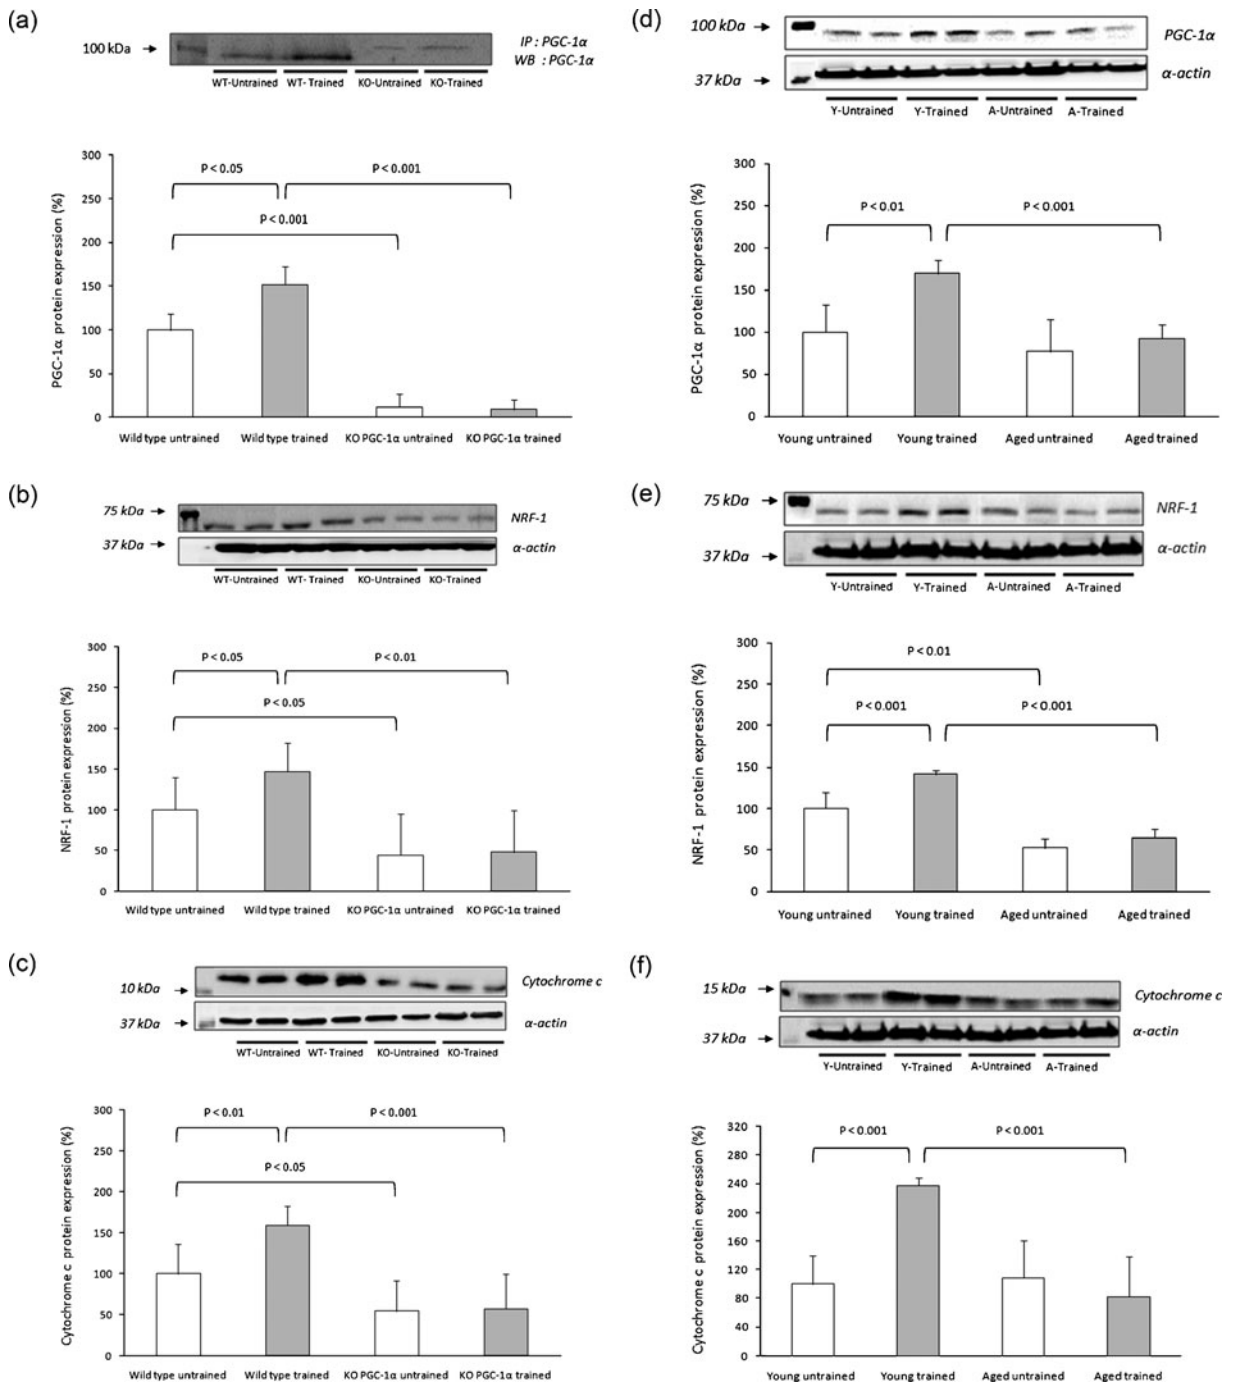 (a)
100 kDa
IP : PGC-1α
WB : PGC-1α
WT-Untrained WT- Trained KO-Untrained KO-Trained
PGC-1α protein expression (%)
300
250
200
150
100
50
0
P < 0.05
P < 0.001
P < 0.001
Wild type untrained Wild type trained KO PGC-1α untrained KO PGC-1α trained
(b)
75 kDa
NRF-1
37 kDa
α-actin
WT-Untrained WT- Trained KO-Untrained KO-Trained
NRF-1 protein expression (%)
300
250
200
150
100
50
0
P < 0.05
P < 0.01
P < 0.05
Wild type untrained Wild type trained KO PGC-1α untrained KO PGC-1α trained
(c)
10 kDa
Cytochrome c
37 kDa
α-actin
WT-Untrained WT- Trained KO-Untrained KO-Trained
Cytochrome c protein expression (%)
300
250
200
150
100
50
0
P < 0.01
P < 0.001
P < 0.05
Wild type untrained Wild type trained KO PGC-1α untrained KO PGC-1α trained
(d)
100 kDa
PGC-1α
37 kDa
α-actin
Y-Untrained Y-Trained A-Untrained A-Trained
PGC-1α protein expression (%)
300
250
200
150
100
50
0
P < 0.01
P < 0.001
Young untrained Young trained Aged untrained Aged trained
(e)
75 kDa
NRF-1
37 kDa
α-actin
Y-Untrained Y-Trained A-Untrained A-Trained
NRF-1 protein expression (%)
300
250
200
150
100
50
0
P < 0.01
P < 0.001
P < 0.001
Young untrained Young trained Aged untrained Aged trained
(f)
15 kDa
Cytochrome c
37 kDa
α-actin
Y-Untrained Y-Trained A-Untrained A-Trained
Cytochrome c protein expression (%)
320
280
240
200
160
120
80
40
0
P < 0.001
P < 0.001
Young untrained Young trained Aged untrained Aged trained